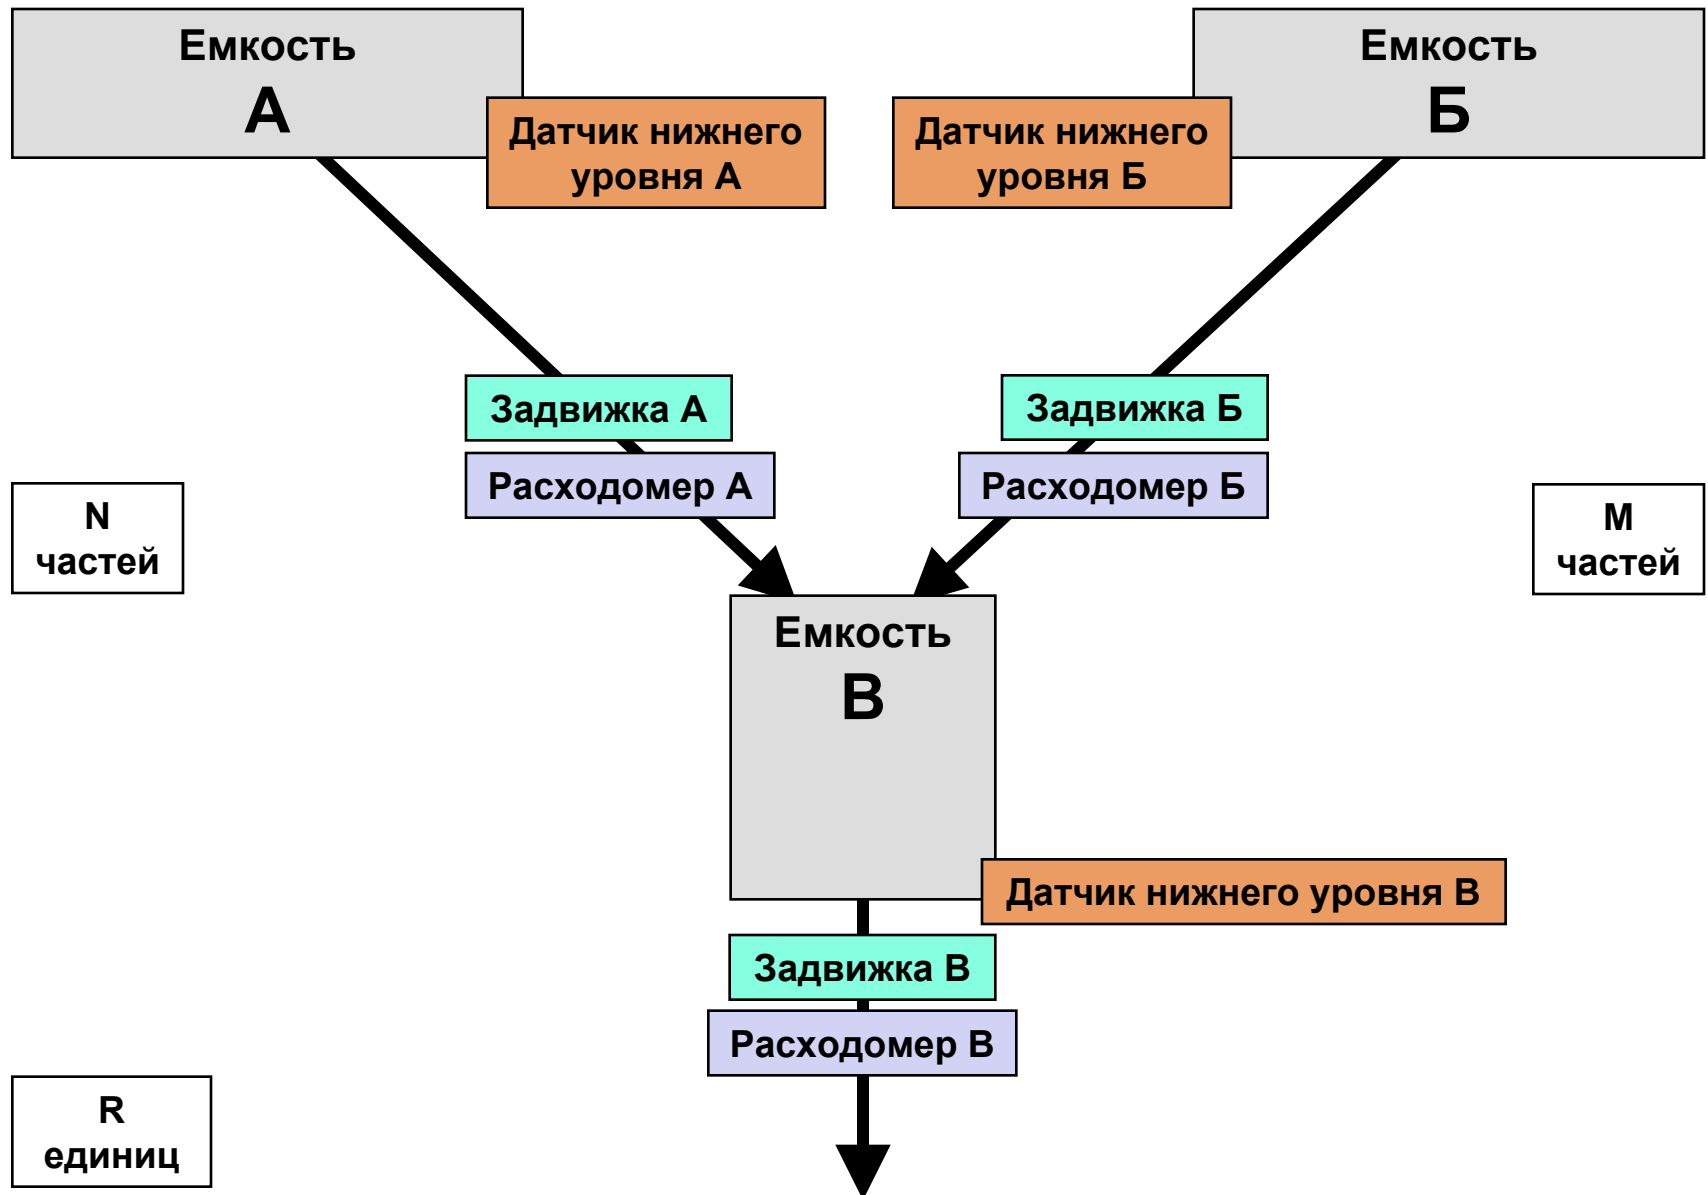 Емкость
А
Емкость
Б
Датчик нижнего
уровня А
Датчик нижнего
уровня Б
Задвижка А
Задвижка Б
Расходомер А
Расходомер Б
N
частей
M
частей
Емкость
В
Датчик нижнего уровня В
Задвижка В
Расходомер В
R
единиц